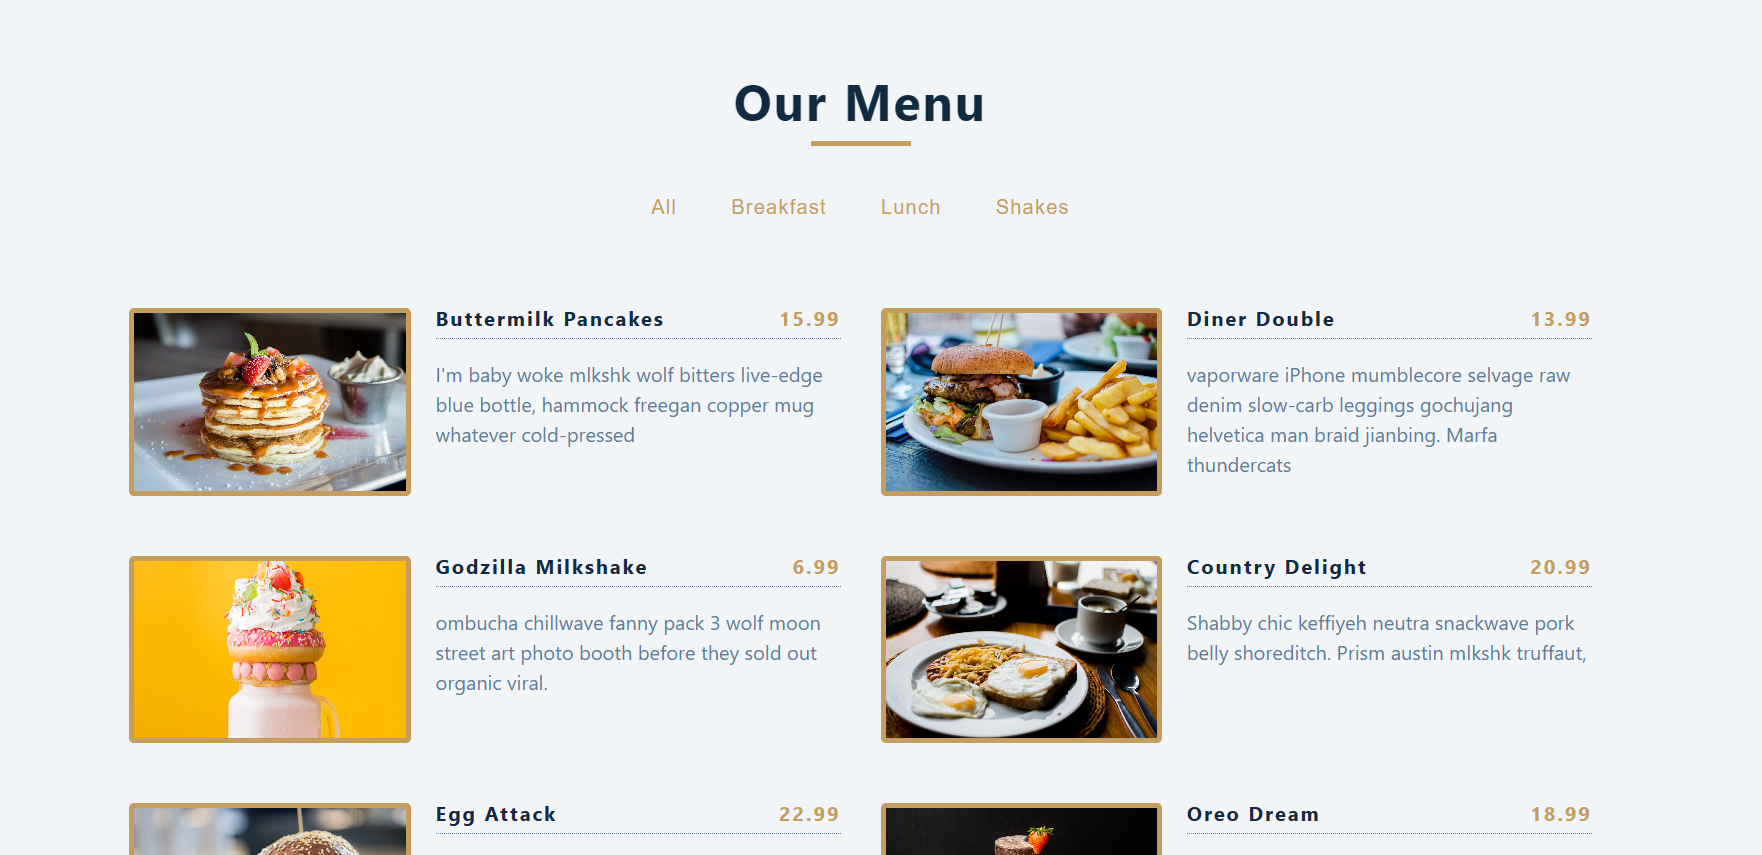 Our Menu
All Breakfast Lunch Shakes
Buttermilk Pancakes 15.99
I'm baby woke mlkshk wolf bitters live-edge
blue bottle, hammock freegan copper mug
whatever cold-pressed
Diner Double 13.99
vaporware iPhone mumblecore selvage raw
denim slow-carb leggings gochujang
helvetica man braid jianbing. Marfa
thundercats
Godzilla Milkshake 6.99
ombucha chillwave fanny pack 3 wolf moon
street art photo booth before they sold out
organic viral.
Country Delight 20.99
Shabby chic keffiyeh neutra snackwave pork
belly shoreditch. Prism austin mlkshk truffaut,
Egg Attack 22.99
Oreo Dream 18.99